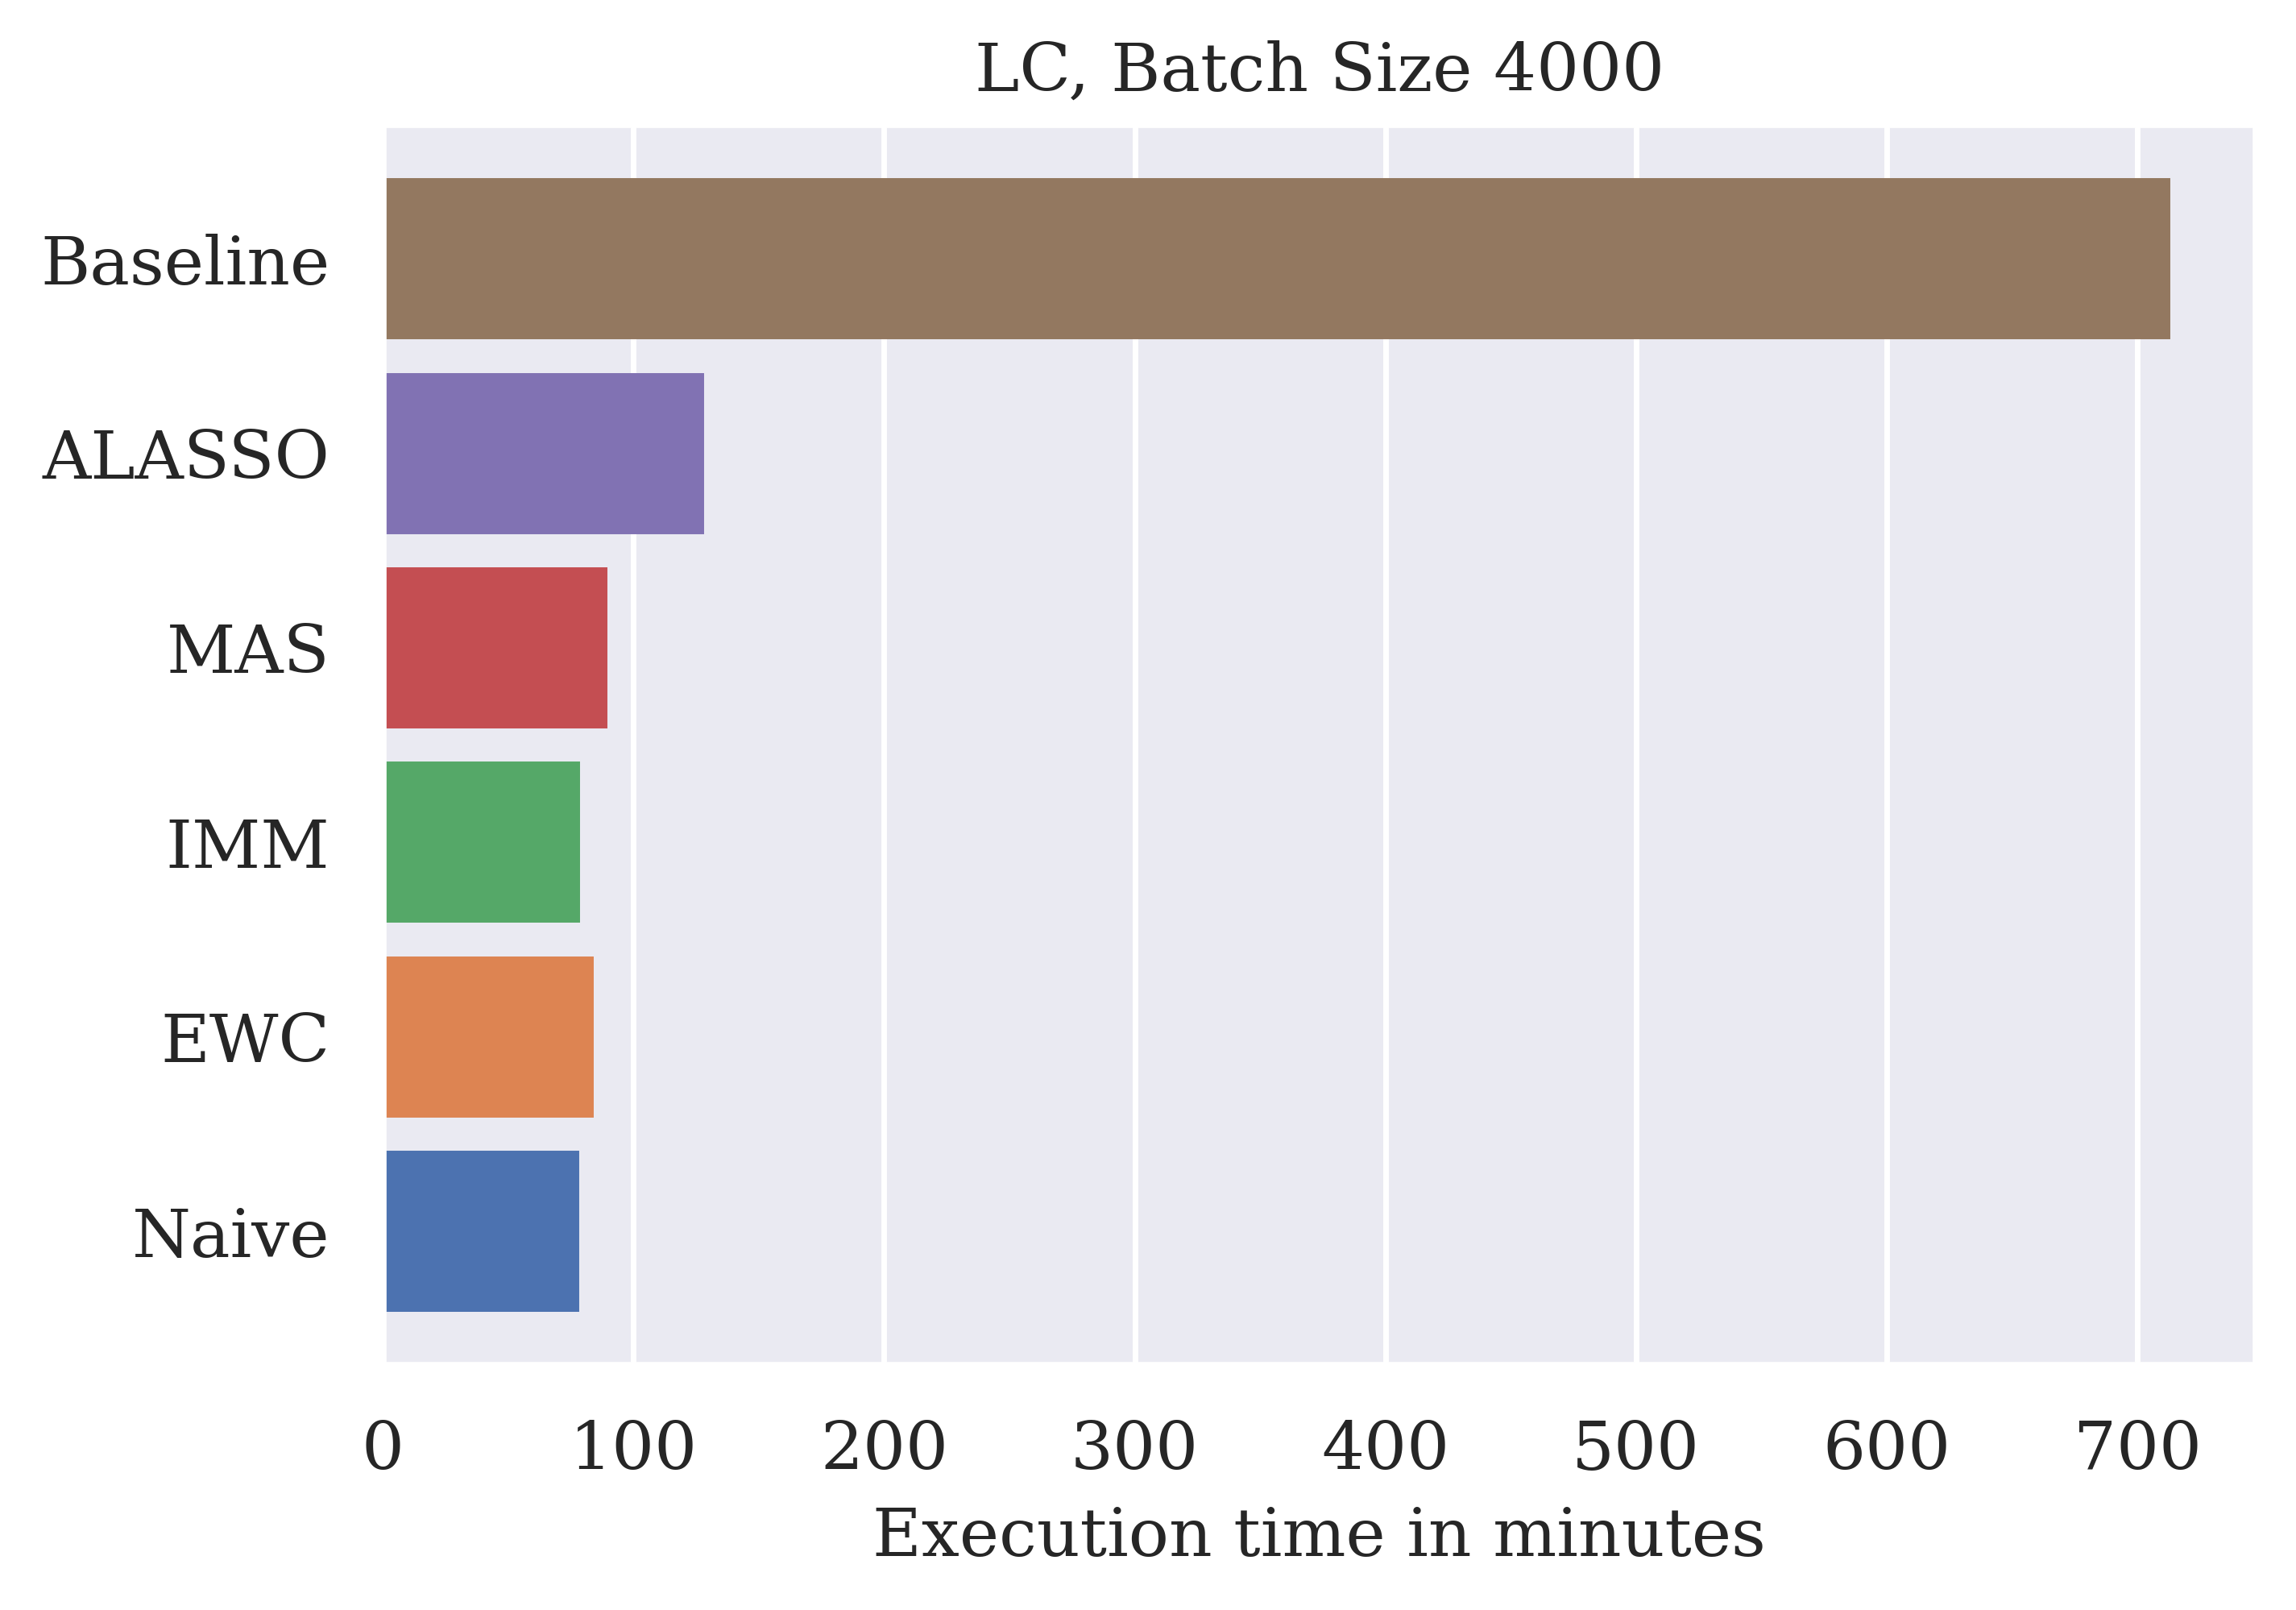 LC, Batch Size 4000
Baseline
ALASSO
MAS
IMM
EWC
Naive
0 100 200 300 400 500 600 700
Execution time in minutes